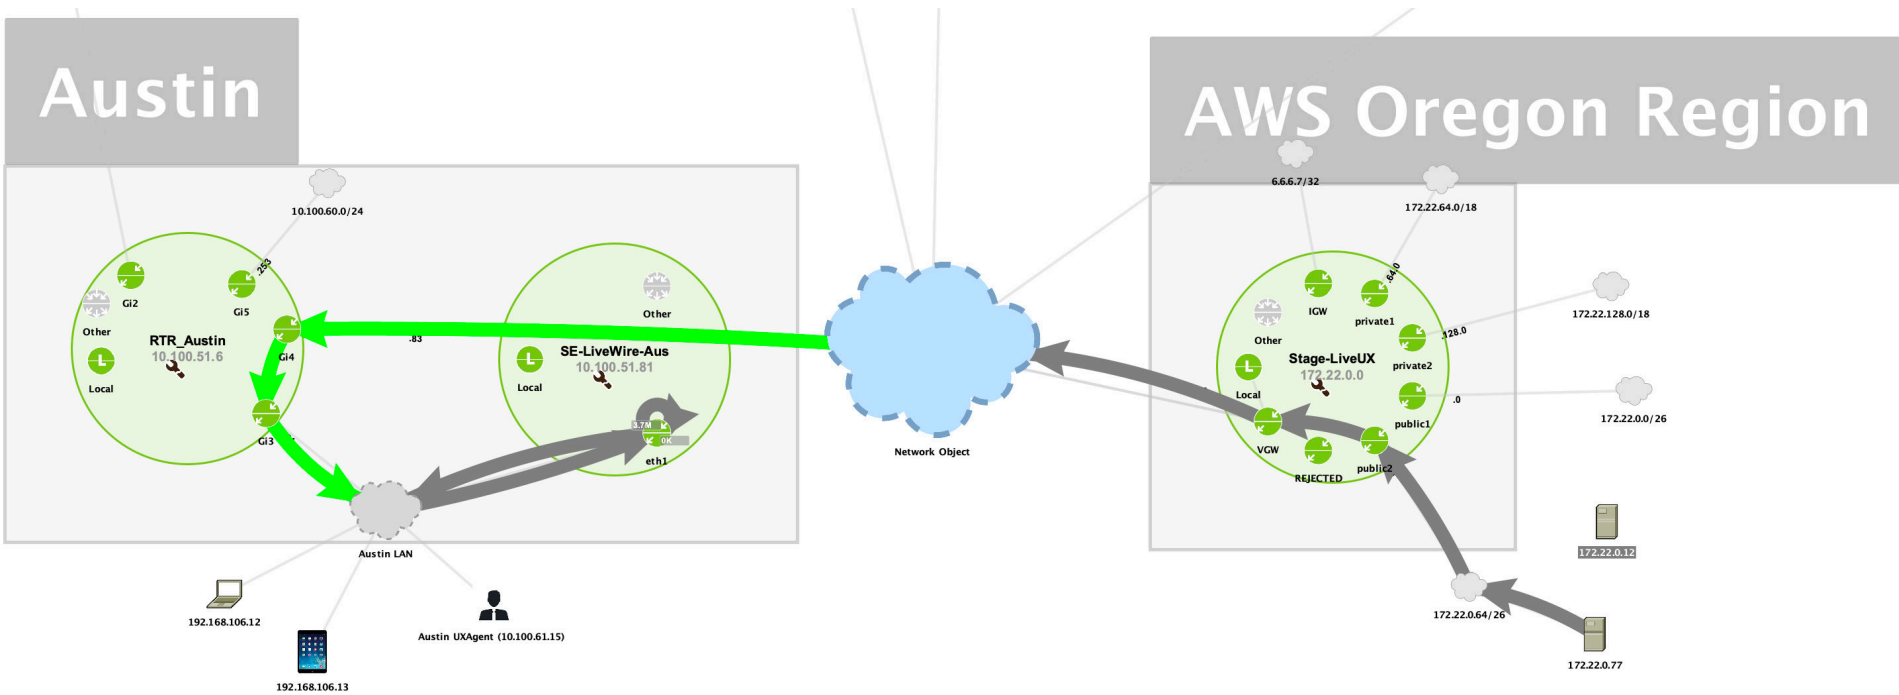 Austin
AWS Oregon Region
6.6.6.7/32
172.22.64.0/18
10.100.60.0/24
.253
Gi2
Gi5
Other
RTR_Austin
10.100.51.6
Gi4
Local
Gi3
.83
Other
SE-LiveWire-Aus
10.100.51.81
Local
3.7M
0K
eth1
Austin LAN
192.168.106.12
192.168.106.13
Austin UXAgent (10.100.61.15)
Network Object
.64.0
IGW
private1
Other
.128.0
172.22.128.0/18
Stage-LiveUX
172.22.0.0
private2
Local
.0
172.22.0.0/26
public1
VGW
public2
REJECTED
172.22.0.12
172.22.0.64/26
172.22.0.77